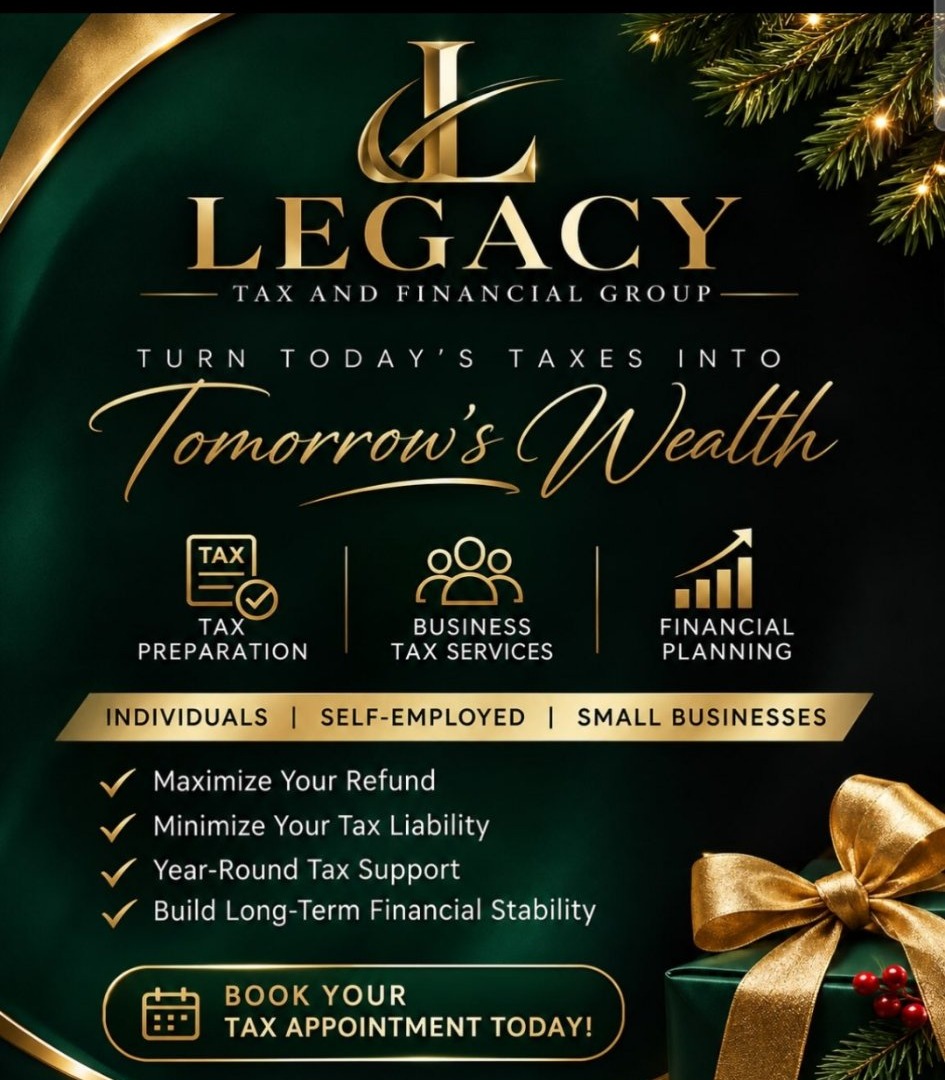 L
LEGACY
TAX AND FINANCIAL GROUP
TURN TODAY'S TAXES INTO
Tomorrow's Wealth
TAX
TAX
PREPARATION
BUSINESS
TAX SERVICES
FINANCIAL
PLANNING
INDIVIDUALS | SELF-EMPLOYED | SMALL BUSINESSES
Maximize Your Refund
Minimize Your Tax Liability
Year-Round Tax Support
Build Long-Term Financial Stability
BOOK YOUR
TAX APPOINTMENT TODAY!